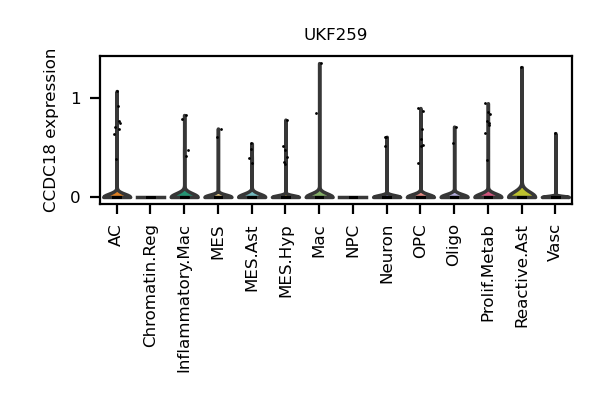 UKF259
CCDC18 expression
1
0
AC
Chromatin.Reg
Inflammatory.Mac
MES
MES.Ast
MES.Hyp
Mac
NPC
Neuron
OPC
Oligo
Prolif.Metab
Reactive.Ast
Vasc